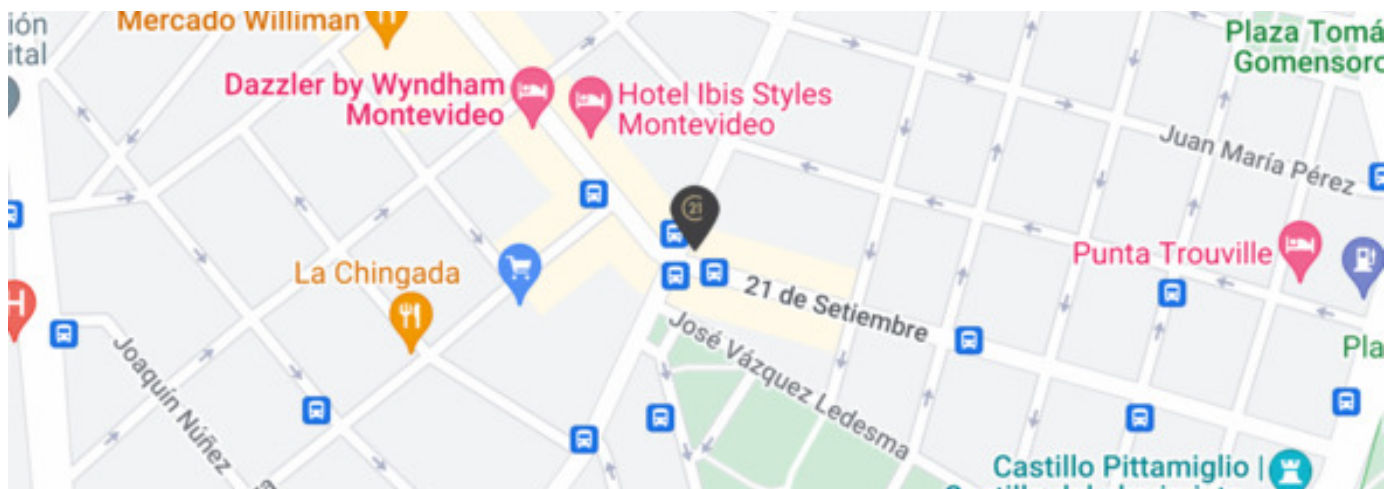 ión
ital
Mercado Williman
Dazzler by Wyndham
Montevideo
Hotel Ibis Styles
Montevideo
Plaza Tomá
Gomensoro
Juan María Pérez
21
La Chingada
Punta Trouville
21 de Setiembre
José Vázquez Ledesma
Joaquín Núñez
H
Pla
Castillo Pittamiglio |